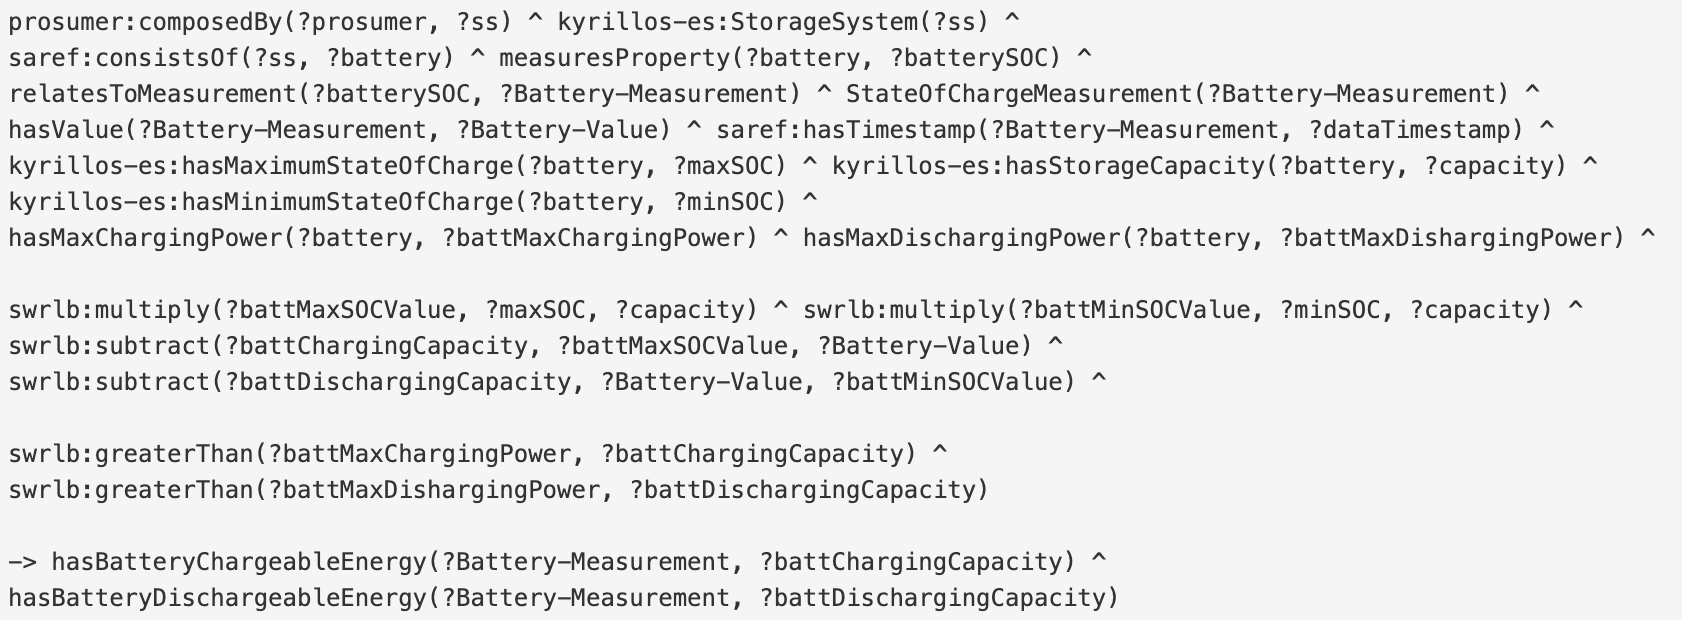 prosumer:composedBy(?prosumer, ?ss) ^ kyrillos-es:StorageSystem(?ss) ^
saref:consistsOf(?ss, ?battery) ^ measuresProperty(?battery, ?batterySOC) ^
relatesToMeasurement(?batterySOC, ?Battery-Measurement) ^ StateOfChargeMeasurement(?Battery-Measurement) ^
hasValue(?Battery-Measurement, ?Battery-Value) ^ saref:hasTimestamp(?Battery-Measurement, ?dataTimestamp) ^
kyrillos-es:hasMaximumStateOfCharge(?battery, ?maxSOC) ^ kyrillos-es:hasStorageCapacity(?battery, ?capacity) ^
kyrillos-es:hasMinimumStateOfCharge(?battery, ?minSOC) ^
hasMaxChargingPower(?battery, ?battMaxChargingPower) ^ hasMaxDischargingPower(?battery, ?battMaxDishargingPower) ^

swrlb:multiply(?battMaxSOCValue, ?maxSOC, ?capacity) ^ swrlb:multiply(?battMinSOCValue, ?minSOC, ?capacity) ^
swrlb:subtract(?battChargingCapacity, ?battMaxSOCValue, ?Battery-Value) ^
swrlb:subtract(?battDischargingCapacity, ?Battery-Value, ?battMinSOCValue) ^

swrlb:greaterThan(?battMaxChargingPower, ?battChargingCapacity) ^
swrlb:greaterThan(?battMaxDishargingPower, ?battDischargingCapacity)

-> hasBatteryChargeableEnergy(?Battery-Measurement, ?battChargingCapacity) ^
hasBatteryDischargeableEnergy(?Battery-Measurement, ?battDischargingCapacity)